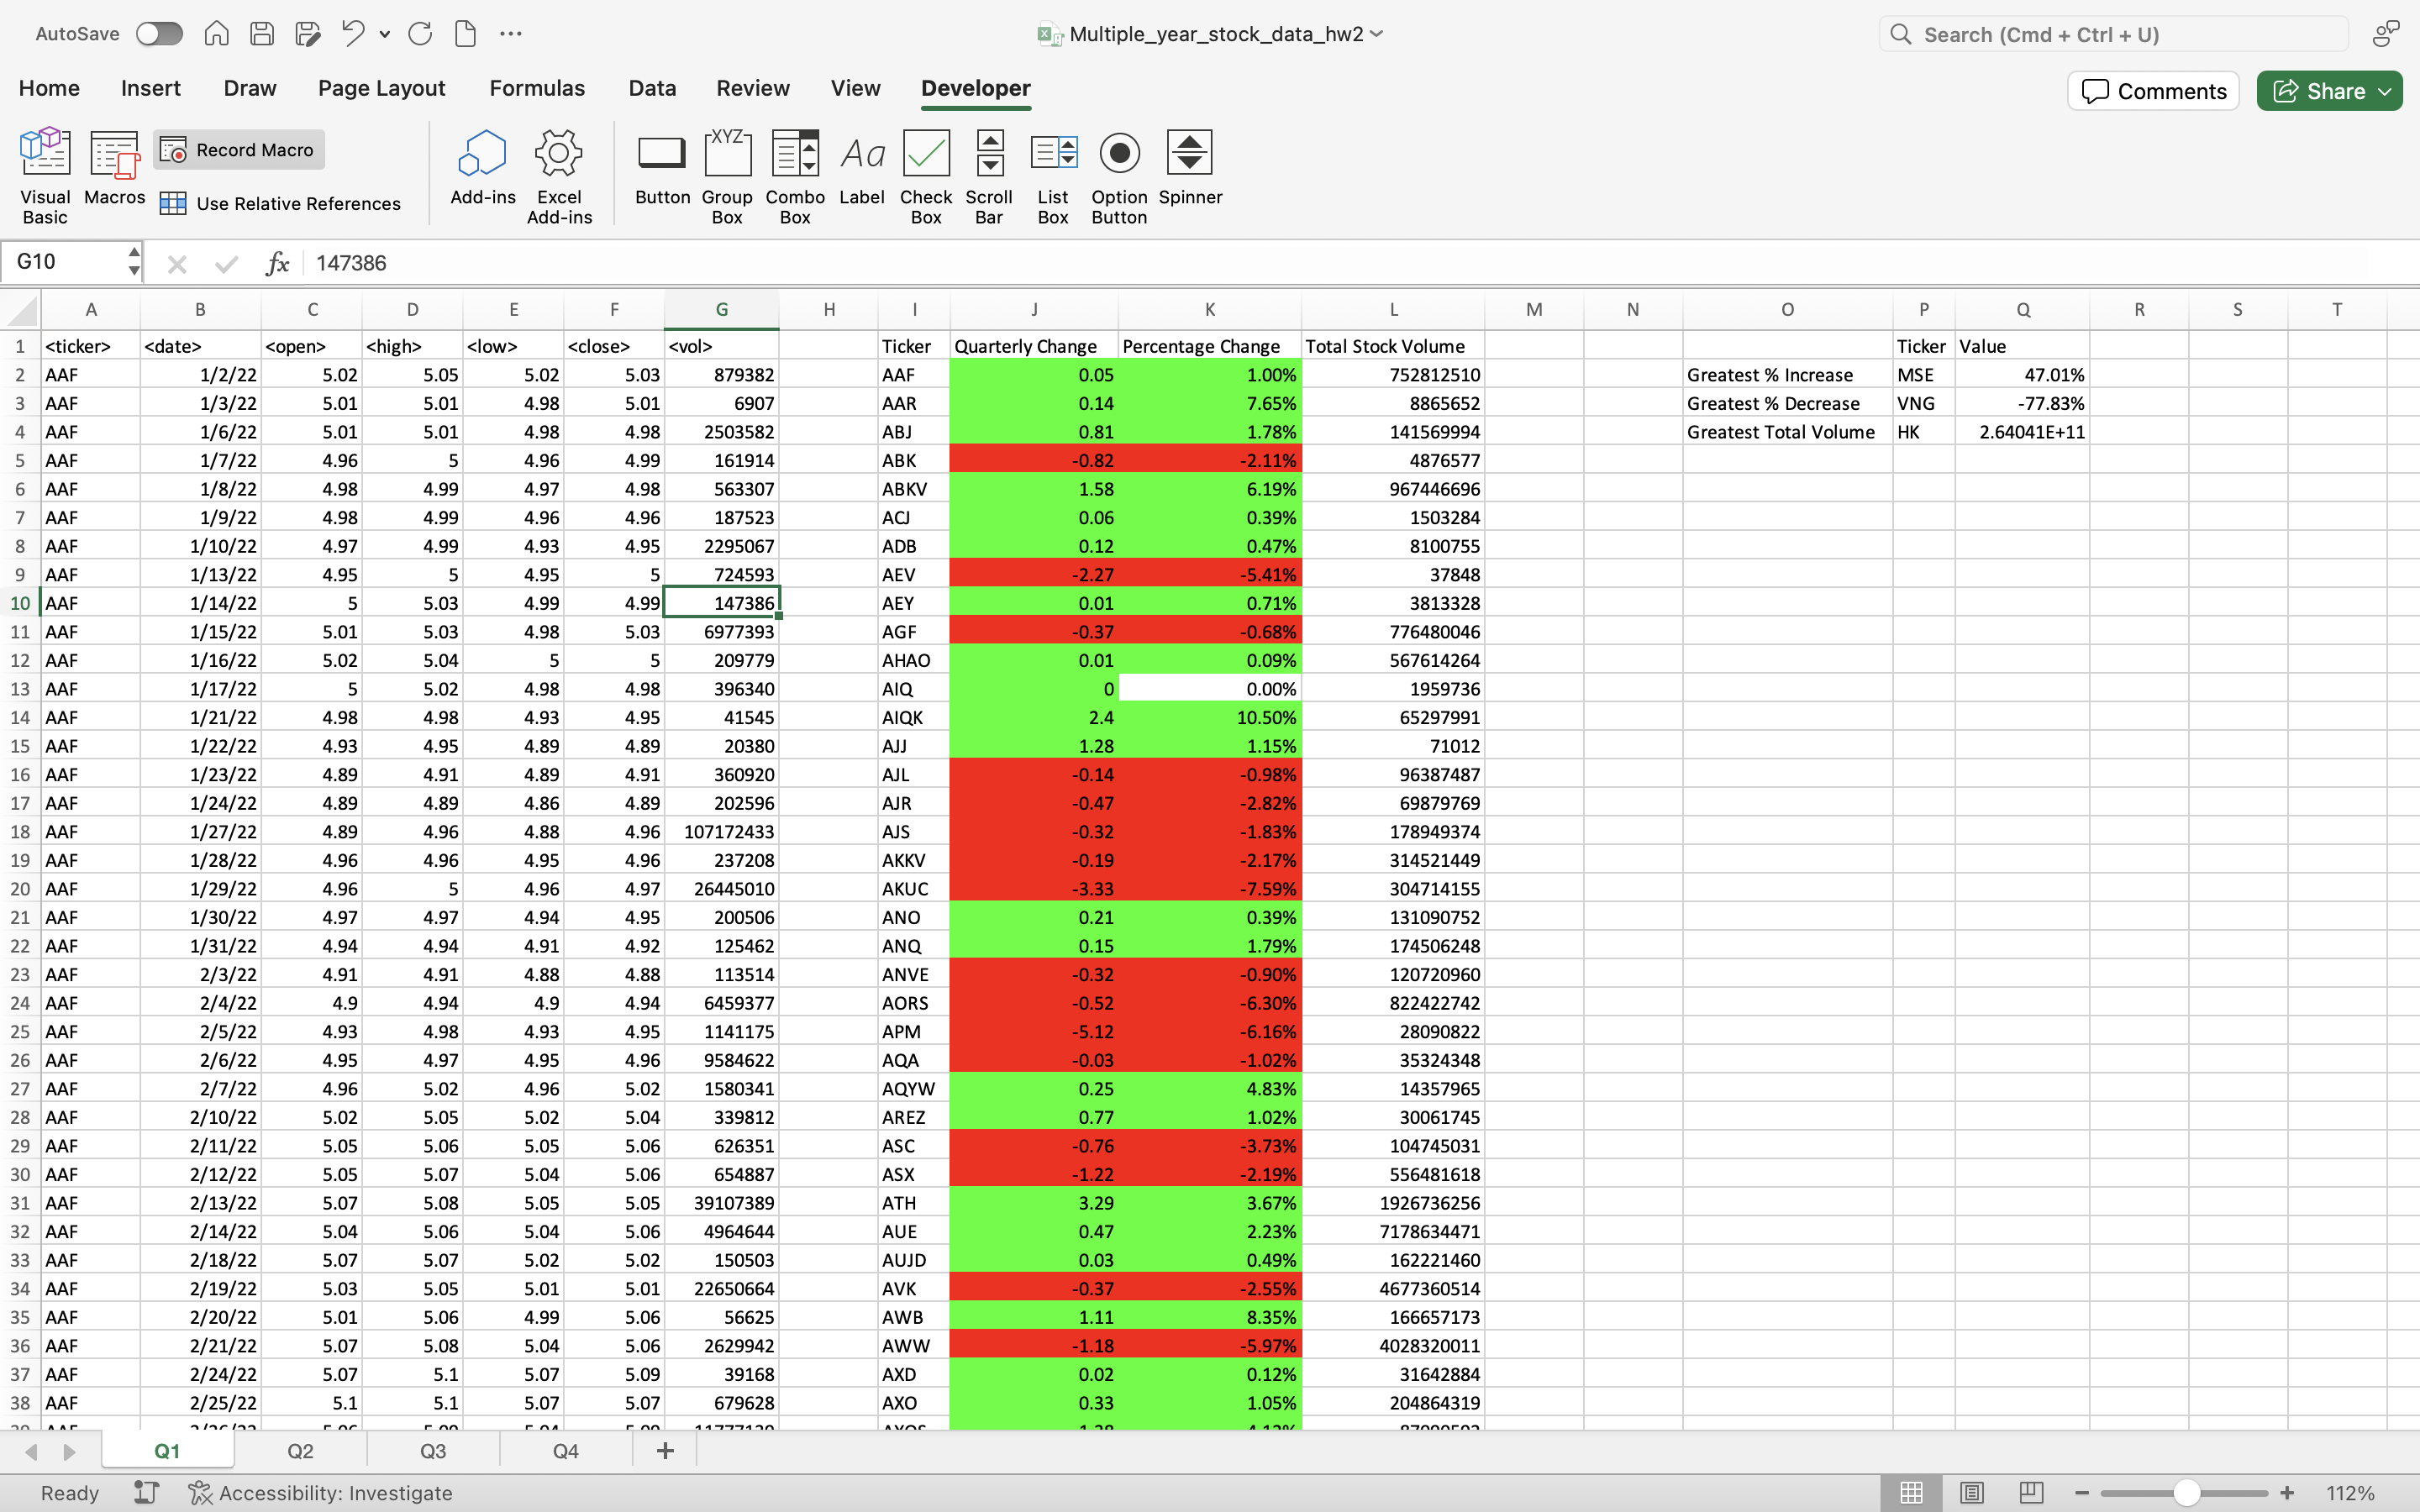 AutoSave Multiple_year_stock_data_hw2 Search (Cmd + Ctrl + U)
Home Insert Draw Page Layout Formulas Data Review View Developer Comments Share
Record Macro XYZ Aa
Visual Basic Macros Use Relative References Add-ins Excel Add-ins Button Group Box Combo Box Label Check Box Scroll Bar List Box Option Button Spinner
G10 fx 147386
A B C D E F G H I J K L M N O P Q R S T
1 <ticker> <date> <open> <high> <low> <close> <vol> Ticker Quarterly Change Percentage Change Total Stock Volume Ticker Value
2 AAF 1/2/22 5.02 5.05 5.02 5.03 879382 AAF 0.05 1.00% 752812510 Greatest % Increase MSE 47.01%
3 AAF 1/3/22 5.01 5.01 4.98 5.01 6907 AAR 0.14 7.65% 8865652 Greatest % Decrease VNG -77.83%
4 AAF 1/6/22 5.01 5.01 4.98 4.98 2503582 ABJ 0.81 1.78% 141569994 Greatest Total Volume HK 2.64041E+11
5 AAF 1/7/22 4.96 5 4.96 4.99 161914 ABK -0.82 -2.11% 4876577
6 AAF 1/8/22 4.98 4.99 4.97 4.98 563307 ABKV 1.58 6.19% 967446696
7 AAF 1/9/22 4.98 4.99 4.96 4.96 187523 ACJ 0.06 0.39% 1503284
8 AAF 1/10/22 4.97 4.99 4.93 4.95 2295067 ADB 0.12 0.47% 8100755
9 AAF 1/13/22 4.95 5 4.95 5 724593 AEV -2.27 -5.41% 37848
10 AAF 1/14/22 5 5.03 4.99 4.99 147386 AEY 0.01 0.71% 3813328
11 AAF 1/15/22 5.01 5.03 4.98 5.03 6977393 AGF -0.37 -0.68% 776480046
12 AAF 1/16/22 5.02 5.04 5 5 209779 AHAO 0.01 0.09% 567614264
13 AAF 1/17/22 5 5.02 4.98 4.98 396340 AIQ 0 0.00% 1959736
14 AAF 1/21/22 4.98 4.98 4.93 4.95 41545 AIQK 2.4 10.50% 65297991
15 AAF 1/22/22 4.93 4.95 4.89 4.89 20380 AJJ 1.28 1.15% 71012
16 AAF 1/23/22 4.89 4.91 4.89 4.91 360920 AJL -0.14 -0.98% 96387487
17 AAF 1/24/22 4.89 4.89 4.86 4.89 202596 AJR -0.47 -2.82% 69879769
18 AAF 1/27/22 4.89 4.96 4.88 4.96 107172433 AJS -0.32 -1.83% 178949374
19 AAF 1/28/22 4.96 4.96 4.95 4.96 237208 AKKV -0.19 -2.17% 314521449
20 AAF 1/29/22 4.96 5 4.96 4.97 26445010 AKUC -3.33 -7.59% 304714155
21 AAF 1/30/22 4.97 4.97 4.94 4.95 200506 ANO 0.21 0.39% 131090752
22 AAF 1/31/22 4.94 4.94 4.91 4.92 125462 ANQ 0.15 1.79% 174506248
23 AAF 2/3/22 4.91 4.91 4.88 4.88 113514 ANVE -0.32 -0.90% 120720960
24 AAF 2/4/22 4.9 4.94 4.9 4.94 6459377 AORS -0.52 -6.30% 822422742
25 AAF 2/5/22 4.93 4.98 4.93 4.95 1141175 APM -5.12 -6.16% 28090822
26 AAF 2/6/22 4.95 4.97 4.95 4.96 9584622 AQA -0.03 -1.02% 35324348
27 AAF 2/7/22 4.96 5.02 4.96 5.02 1580341 AQYW 0.25 4.83% 14357965
28 AAF 2/10/22 5.02 5.05 5.02 5.04 339812 AREZ 0.77 1.02% 30061745
29 AAF 2/11/22 5.05 5.06 5.05 5.06 626351 ASC -0.76 -3.73% 104745031
30 AAF 2/12/22 5.05 5.07 5.04 5.06 654887 ASX -1.22 -2.19% 556481618
31 AAF 2/13/22 5.07 5.08 5.05 5.05 39107389 ATH 3.29 3.67% 1926736256
32 AAF 2/14/22 5.04 5.06 5.04 5.06 4964644 AUE 0.47 2.23% 7178634471
33 AAF 2/18/22 5.07 5.07 5.02 5.02 150503 AUJD 0.03 0.49% 162221460
34 AAF 2/19/22 5.03 5.05 5.01 5.01 22650664 AVK -0.37 -2.55% 4677360514
35 AAF 2/20/22 5.01 5.06 4.99 5.06 56625 AWB 1.11 8.35% 166657173
36 AAF 2/21/22 5.07 5.08 5.04 5.06 2629942 AWW -1.18 -5.97% 4028320011
37 AAF 2/24/22 5.07 5.1 5.07 5.09 39168 AXD 0.02 0.12% 31642884
38 AAF 2/25/22 5.1 5.1 5.07 5.07 679628 AXO 0.33 1.05% 204864319
Q1 Q2 Q3 Q4 +
Ready Accessibility: Investigate 112%